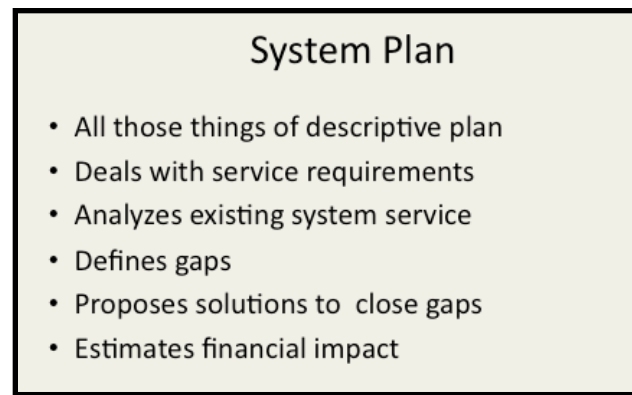 System Plan
• All those things of descriptive plan
• Deals with service requirements
• Analyzes existing system service
• Defines gaps
• Proposes solutions to  close gaps
• Estimates financial impact